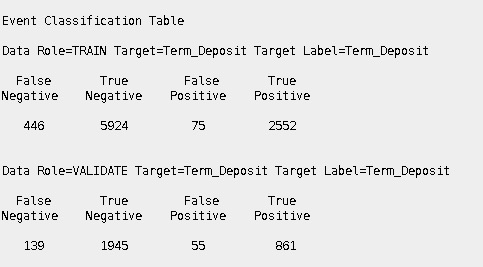 Event Classification Table
Data Role=TRAIN Target=Term_Deposit Target Label=Term_Deposit
False True False True
Negative Negative Positive Positive
446 5924 75 2552
Data Role=VALIDATE Target=Term_Deposit Target Label=Term_Deposit
False True False True
Negative Negative Positive Positive
139 1945 55 861